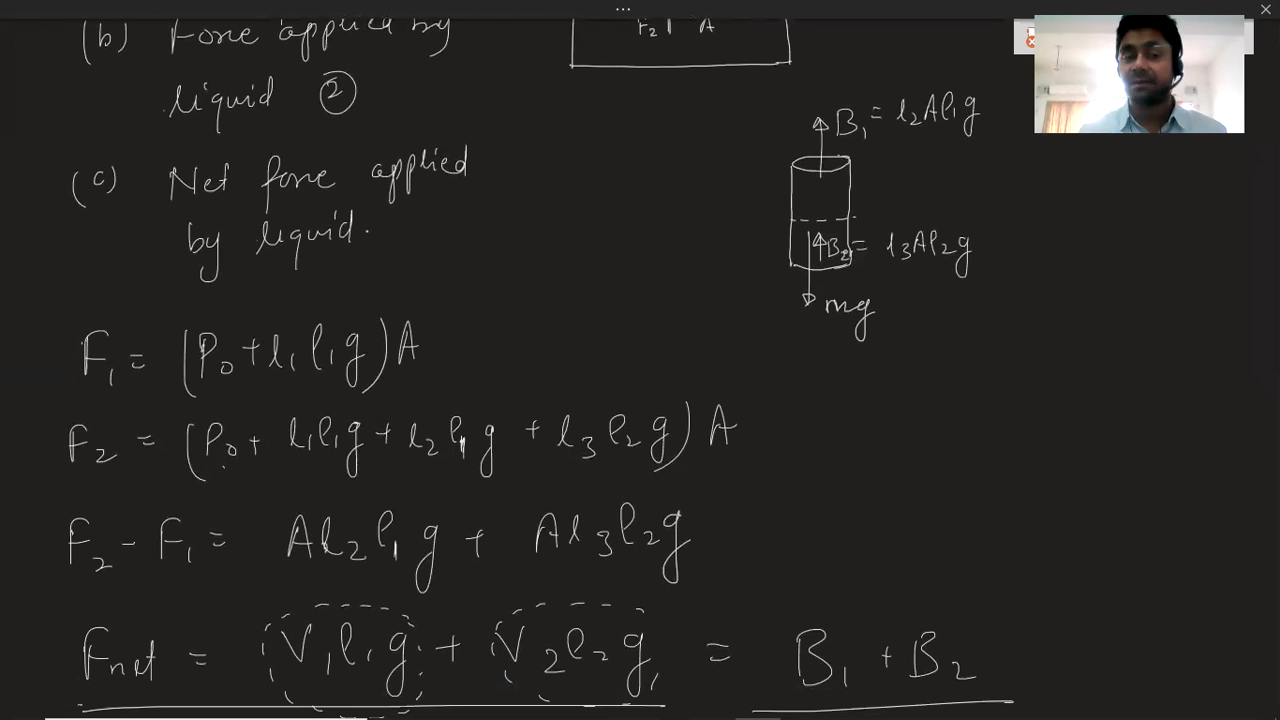 (b) Force applied by
liquid ②
F₂↑ A
(c) Net force applied
by liquid.
B₁ = l₂Aρ₁g
B₂ = l₃Aρ₂g
mg
F₁ = (P₀ + l₁ρ₁g)A
F₂ = (P₀ + l₁ρ₁g + l₂ρ₁g + l₃ρ₂g)A
F₂ - F₁ = Al₂ρ₁g + Al₃ρ₂g
Fnet = V₁ρ₁g + V₂ρ₂g = B₁ + B₂